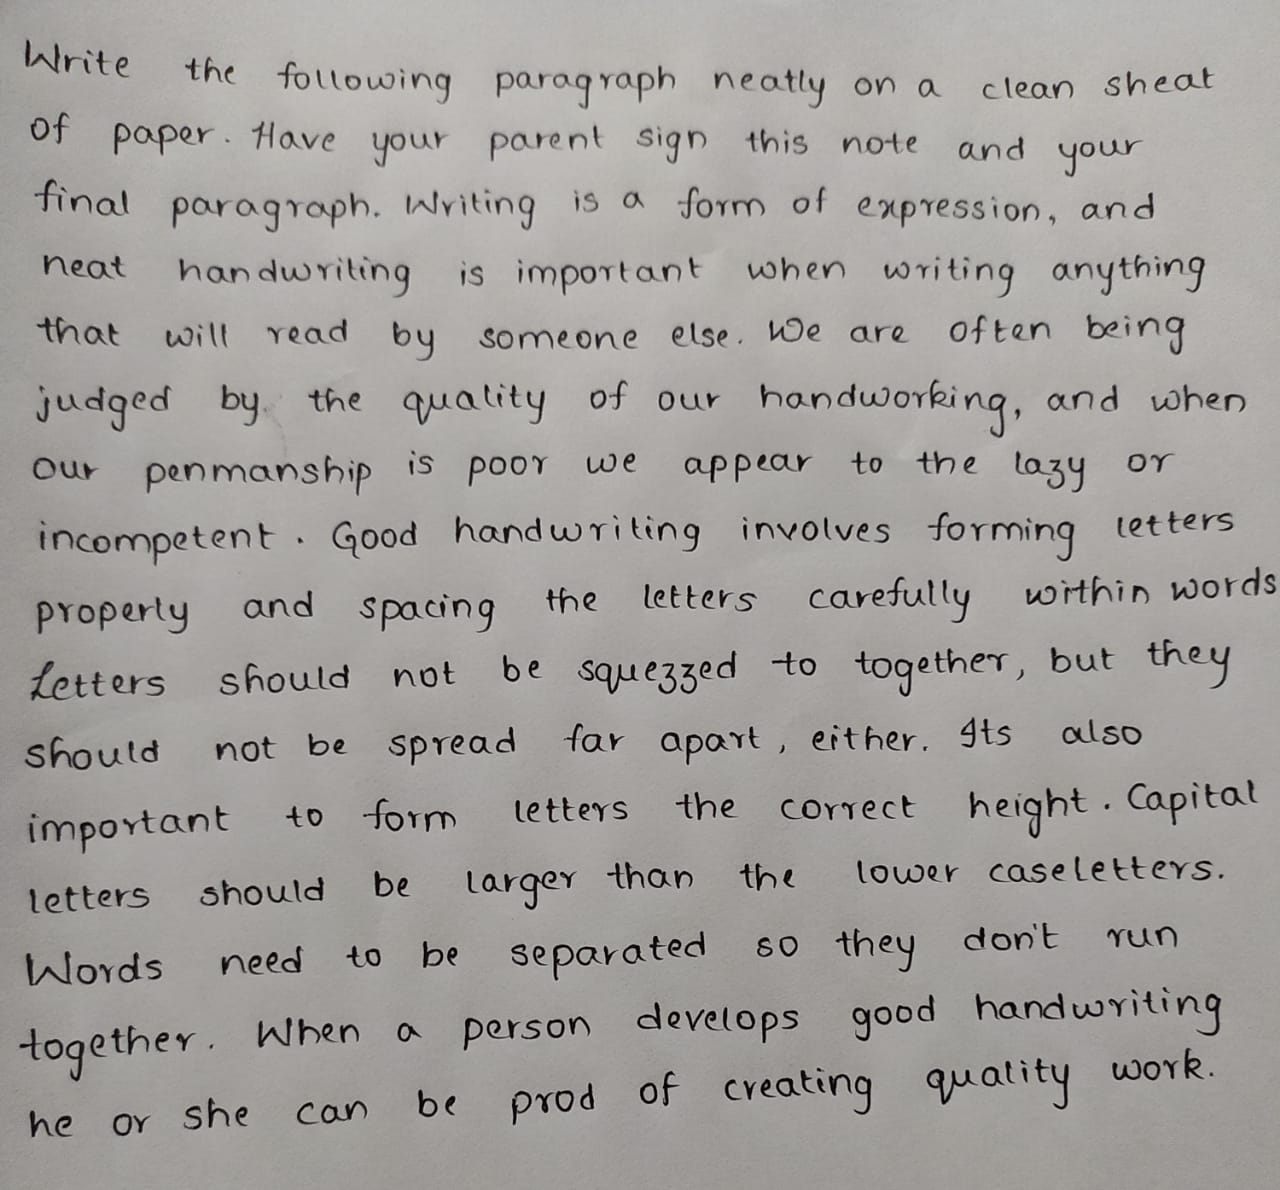 Write the following paragraph neatly on a clean sheat
of paper. Have your parent sign this note and your
final paragraph. Writing is a form of expression, and
neat handwriting is important when writing anything
that will read by someone else. We are often being
judged by the quality of our handworking, and when
our penmanship is poor we appear to the lazy or
incompetent. Good handwriting involves forming letters
properly and spacing the letters carefully within words
Letters should not be squezzed to together, but they
should not be spread far apart, either. Its also
important to form letters the correct height. Capital
letters should be larger than the lower caseletters.
Words need to be separated so they don't run
together. When a person develops good handwriting
he or she can be prod of creating quality work.